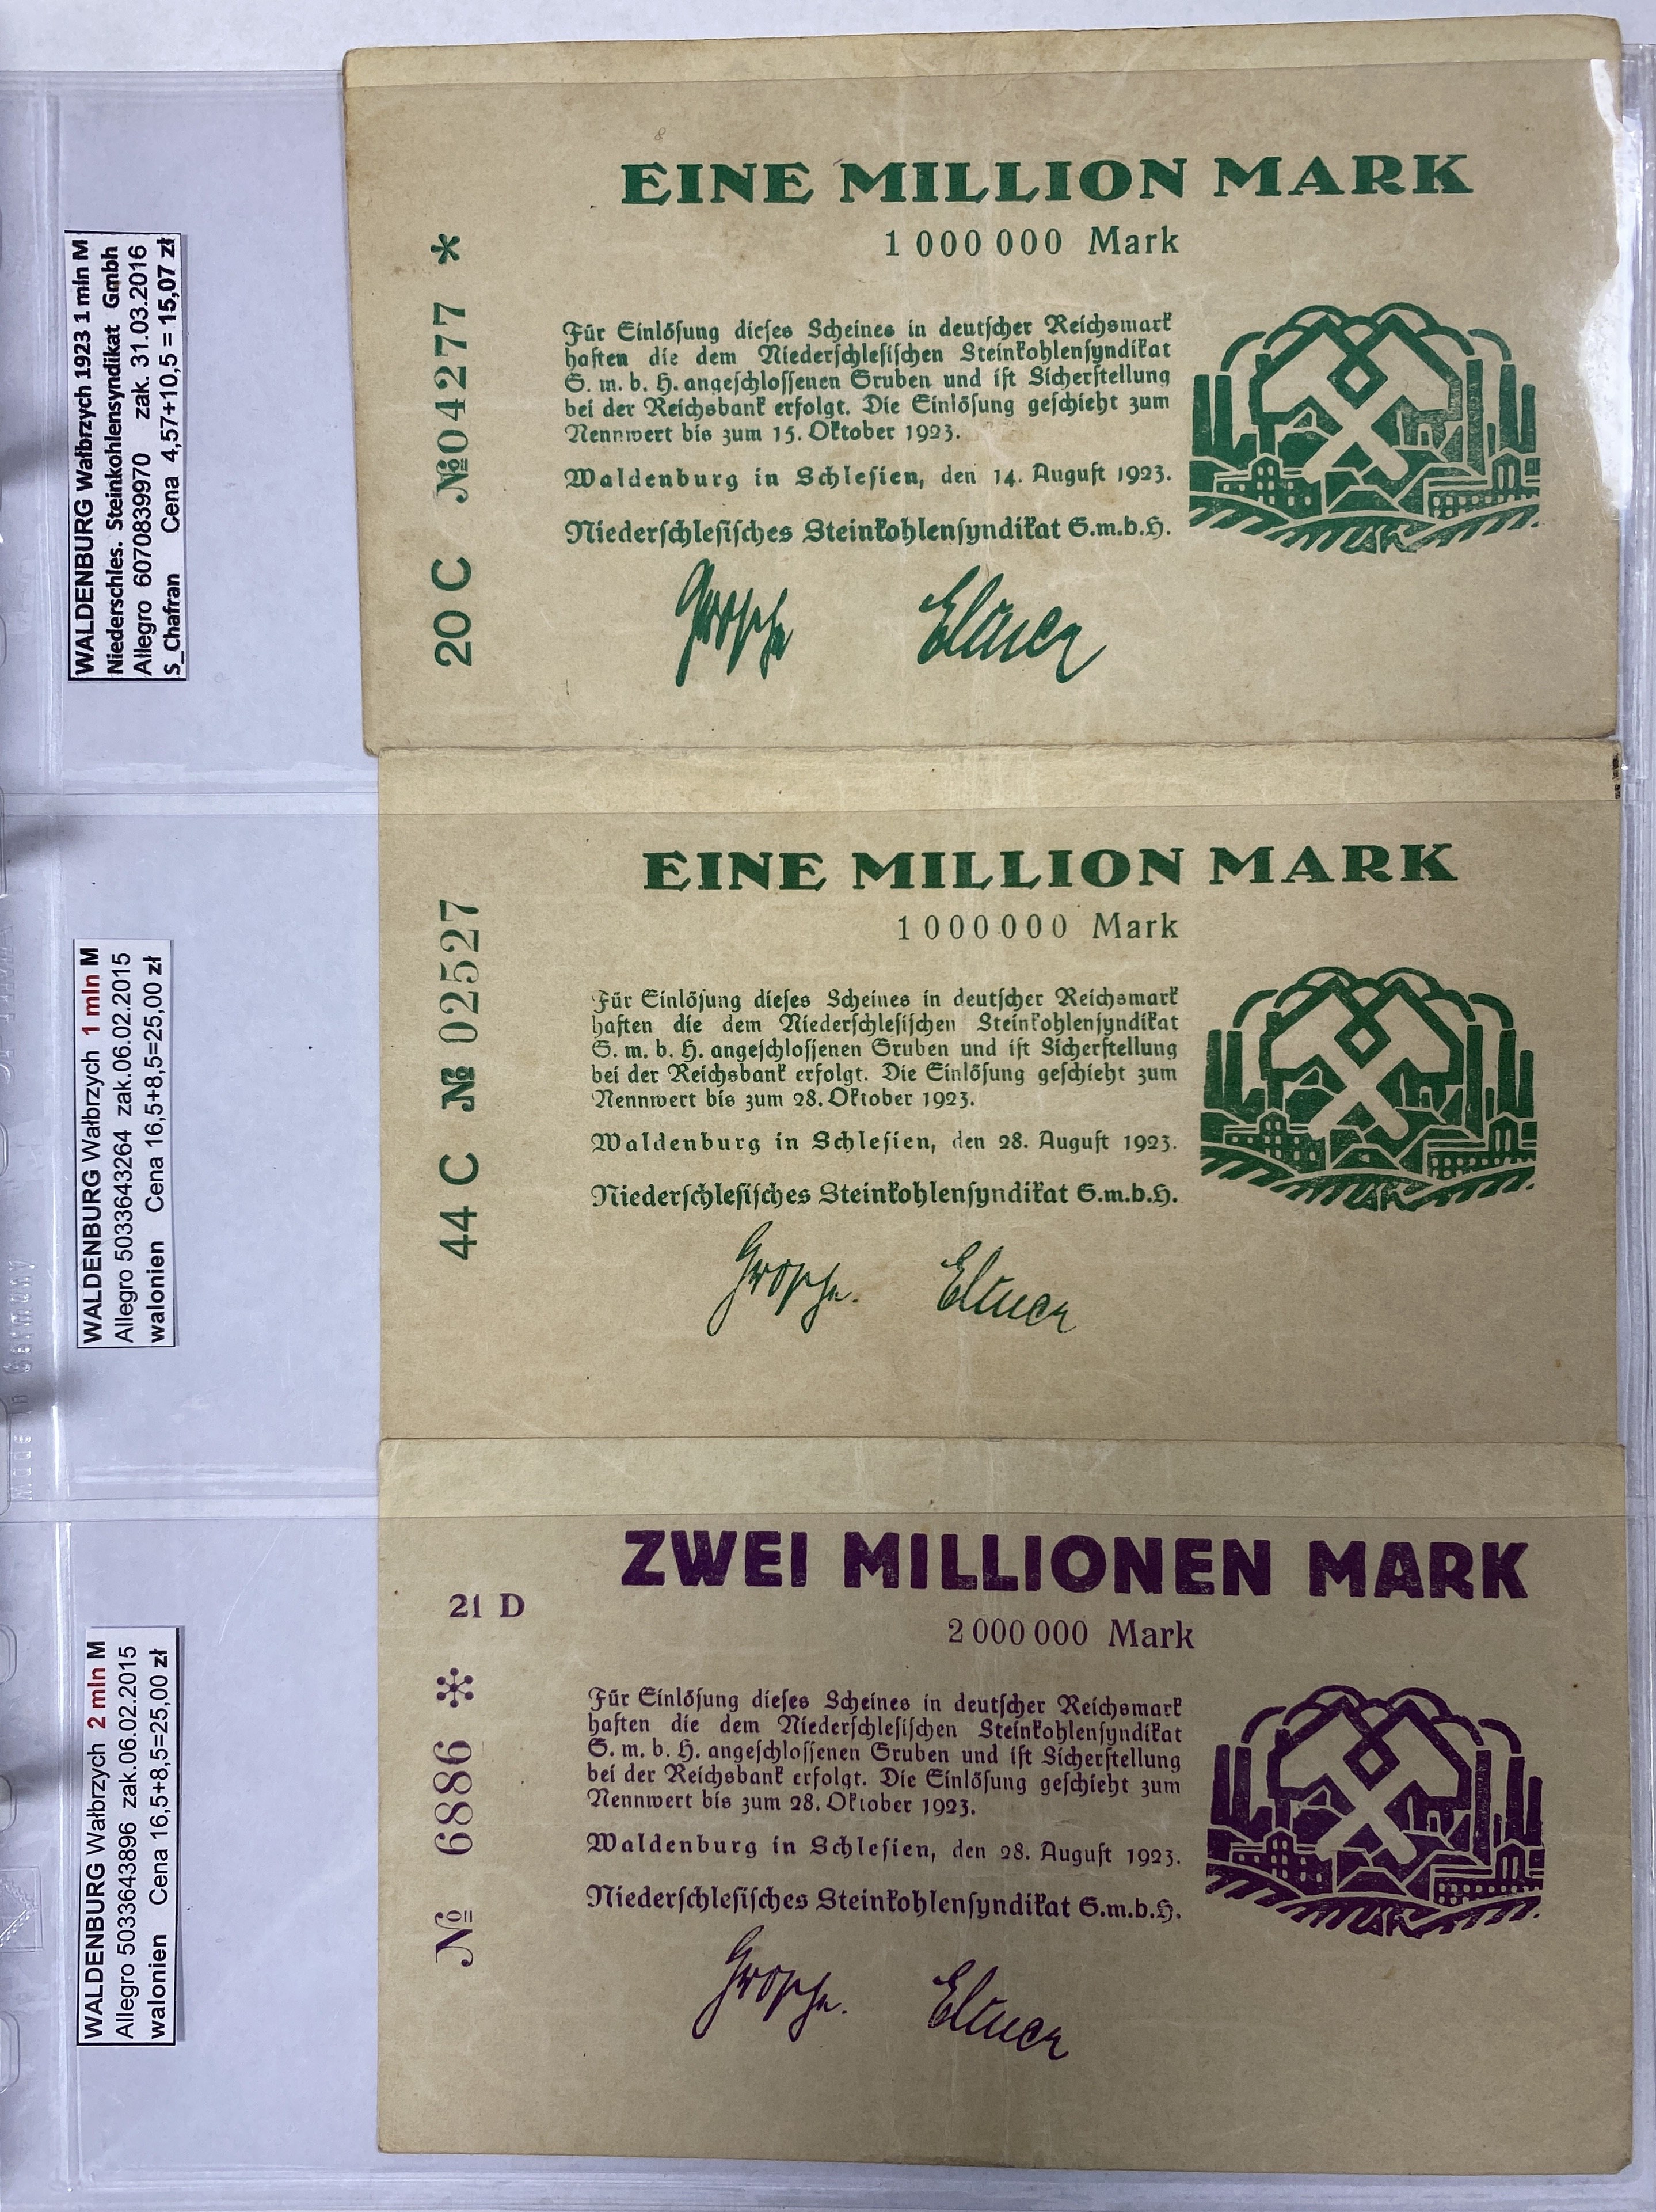 WALDENBURG Wałbrzych 1923 1 mln M
Niederschles. Steinkohlensyndikat Gmbh
Allegro 6070839970 zak. 31.03.2016
S_Chafran Cena 4,57+10,5 = 15,07 zł
20 C №04277 *
EINE MILLION MARK
1 000 000 Mark
Für Einlösung dieses Scheines in deutscher Reichsmark
haften die dem Niederschlesischen Steinkohlensyndikat
G. m. b. H. angeschlossenen Gruben und ist Sicherstellung
bei der Reichsbank erfolgt. Die Einlösung geschieht zum
Nennwert bis zum 15. Oktober 1923.
Waldenburg in Schlesien, den 14. August 1923.
Niederschlesisches Steinkohlensyndikat G.m.b.H.
WALDENBURG Wałbrzych 1 mln M
Allegro 5033643264 zak.06.02.2015
walonien Cena 16,5+8,5=25,00 zł
44 C № 02527
EINE MILLION MARK
1 000 000 Mark
Für Einlösung dieses Scheines in deutscher Reichsmark
haften die dem Niederschlesischen Steinkohlensyndikat
G. m. b. H. angeschlossenen Gruben und ist Sicherstellung
bei der Reichsbank erfolgt. Die Einlösung geschieht zum
Nennwert bis zum 28. Oktober 1923.
Waldenburg in Schlesien, den 28. August 1923.
Niederschlesisches Steinkohlensyndikat G.m.b.H.
WALDENBURG Wałbrzych 2 mln M
Allegro 5033643896 zak.06.02.2015
walonien Cena 16,5+8,5=25,00 zł
21 D
№ 6886
ZWEI MILLIONEN MARK
2 000 000 Mark
Für Einlösung dieses Scheines in deutscher Reichsmark
haften die dem Niederschlesischen Steinkohlensyndikat
G. m. b. H. angeschlossenen Gruben und ist Sicherstellung
bei der Reichsbank erfolgt. Die Einlösung geschieht zum
Nennwert bis zum 28. Oktober 1923.
Waldenburg in Schlesien, den 28. August 1923.
Niederschlesisches Steinkohlensyndikat G.m.b.H.